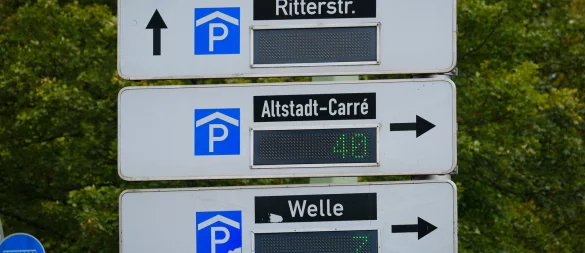 Ritterstr.
P
Altstadt-Carré
P 40
Welle
P